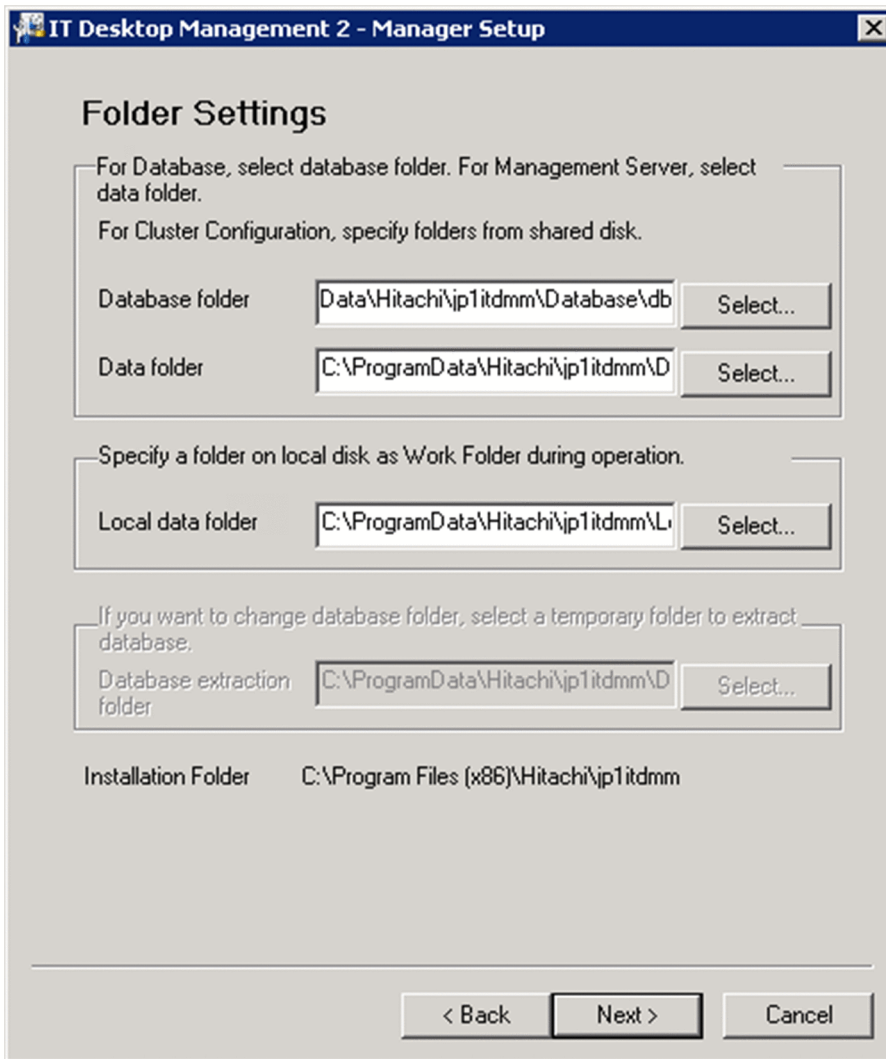 IT Desktop Management 2 - Manager Setup
Folder Settings
For Database, select database folder. For Management Server, select
data folder.
For Cluster Configuration, specify folders from shared disk.
Database folder Data\Hitachi\jp1itdmm\Database\db Select...
Data folder C:\ProgramData\Hitachi\jp1itdmm\D Select...
Specify a folder on local disk as Work Folder during operation.
Local data folder C:\ProgramData\Hitachi\jp1itdmm\Lo Select...
If you want to change database folder, select a temporary folder to extract
database.
Database extraction
folder C:\ProgramData\Hitachi\jp1itdmm\D Select...
Installation Folder C:\Program Files (x86)\Hitachi\jp1itdmm
< Back Next > Cancel